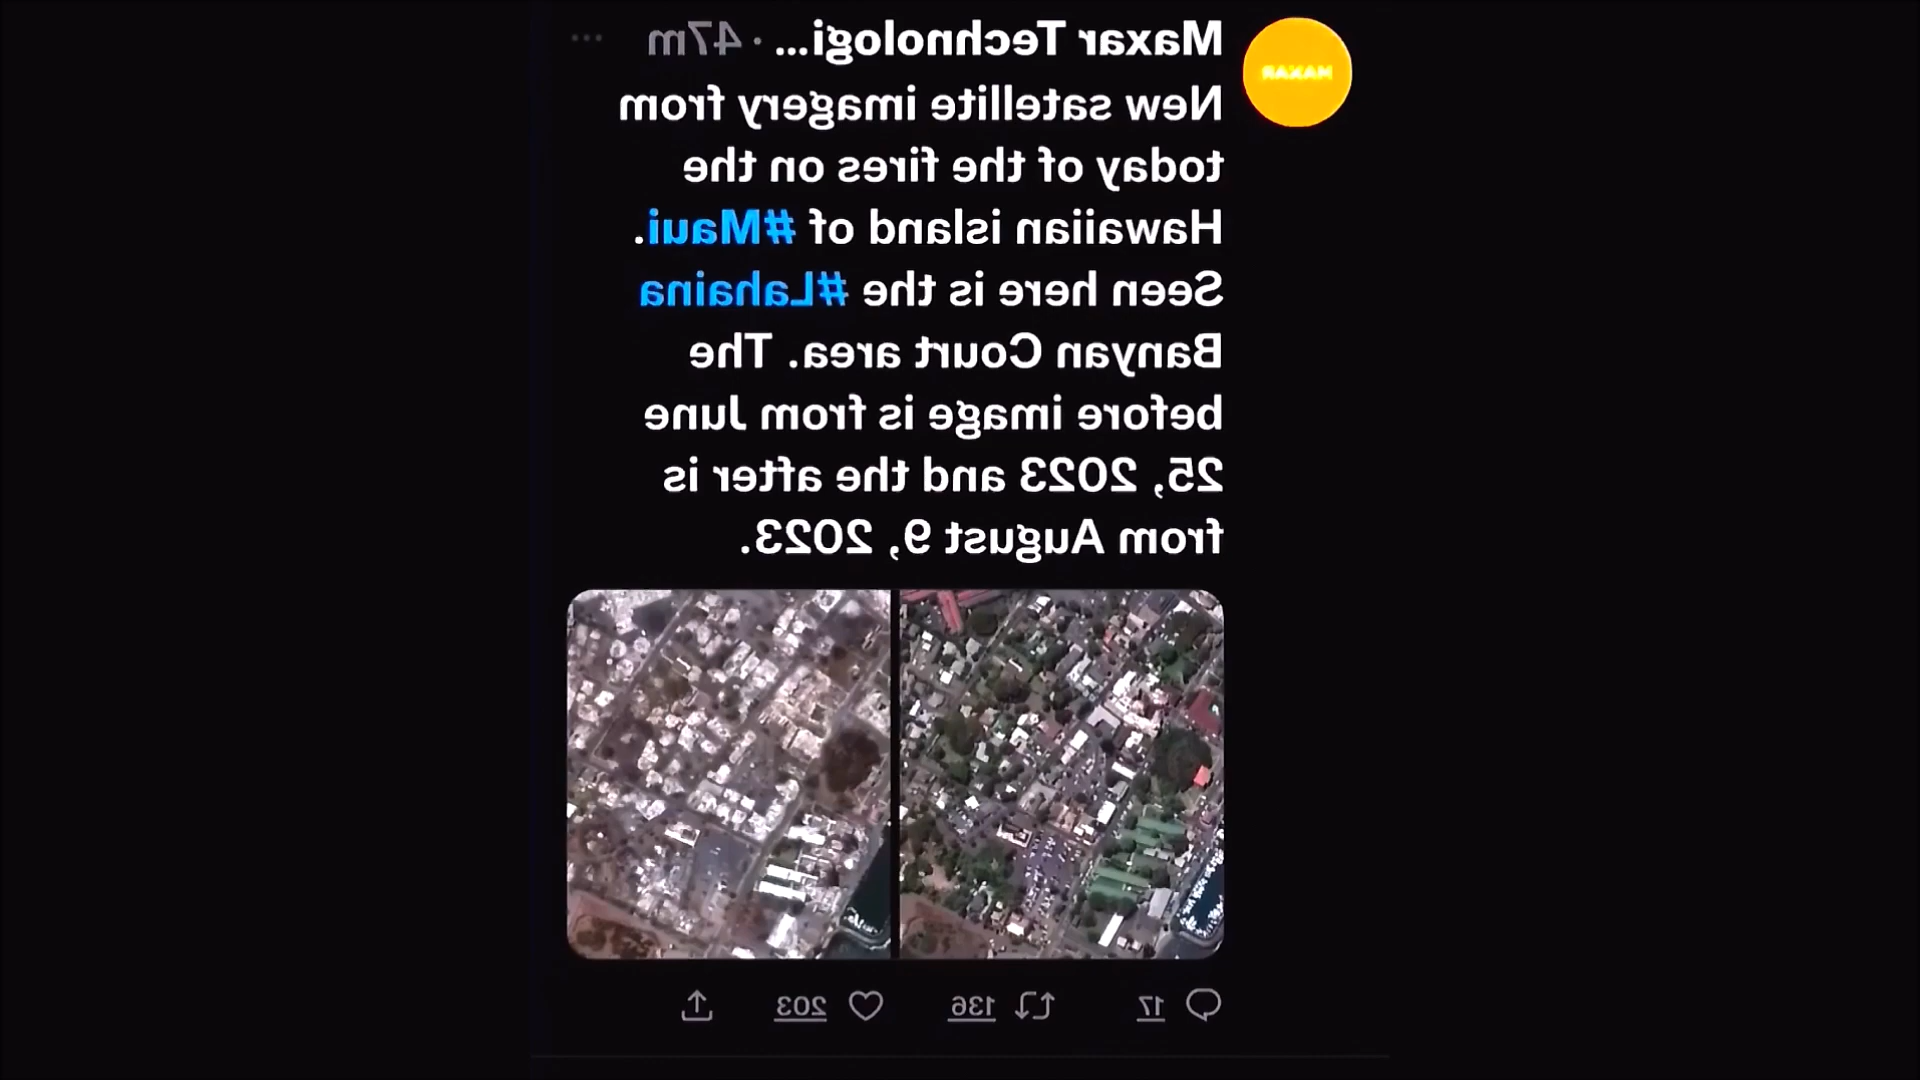 MAXAR
Maxar Technologi... · 47m
New satellite imagery from
today of the fires on the
Hawaiian island of #Maui.
Seen here is the #Lahaina
Banyan Court area. The
before image is from June
25, 2023 and the after is
from August 9, 2023.
17 136 203